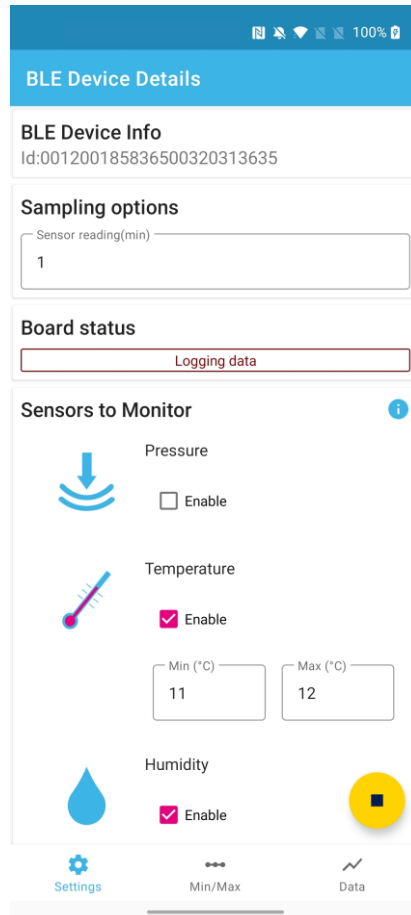 100%
BLE Device Details
BLE Device Info
Id:001200185836500320313635
Sampling options
Sensor reading(min)
1
Board status
Logging data
Sensors to Monitor
Pressure
Enable
Temperature
Enable
Min (°C) Max (°C)
11 12
Humidity
Enable
Settings Min/Max Data